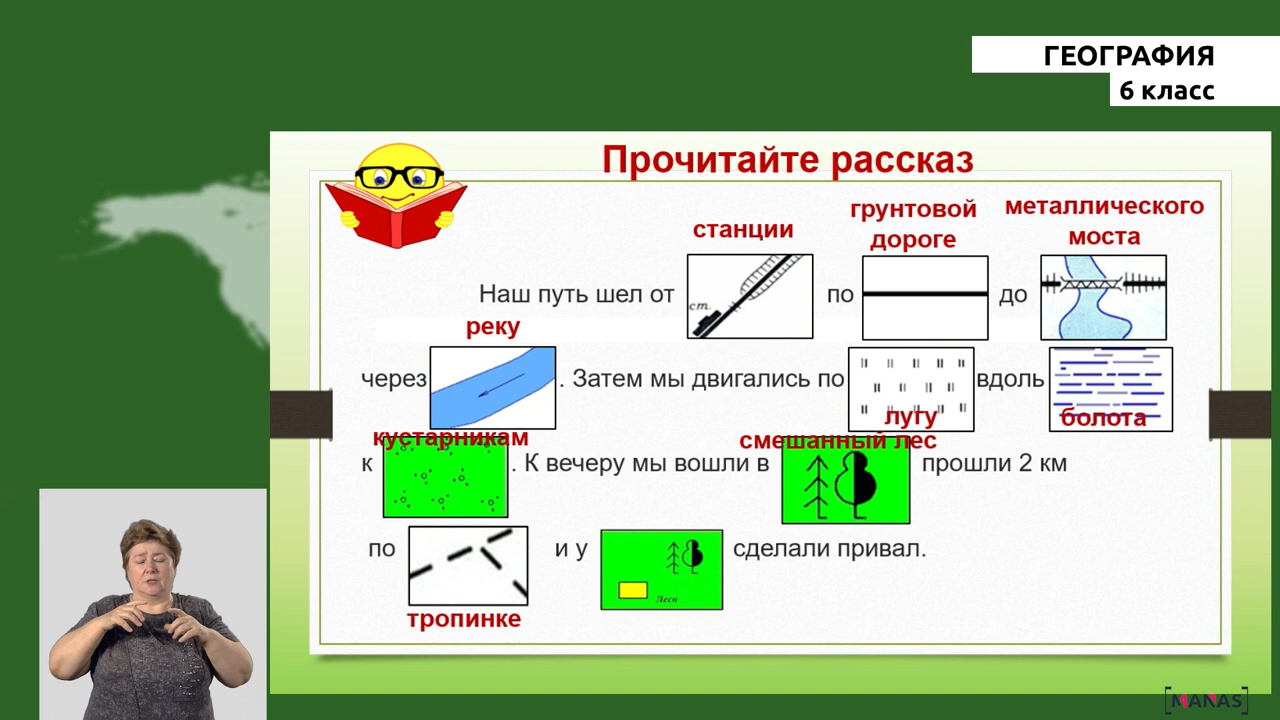 ГЕОГРАФИЯ
6 класс
Прочитайте рассказ
станции
грунтовой
дороге
металлического
моста
Наш путь шел от
ст.
по
до
реку
через
. Затем мы двигались по
вдоль
лугу
болота
кустарникам
смешанный лес
к
. К вечеру мы вошли в
прошли 2 км
по
и у
Лесн
сделали привал.
тропинке
[MANAS]